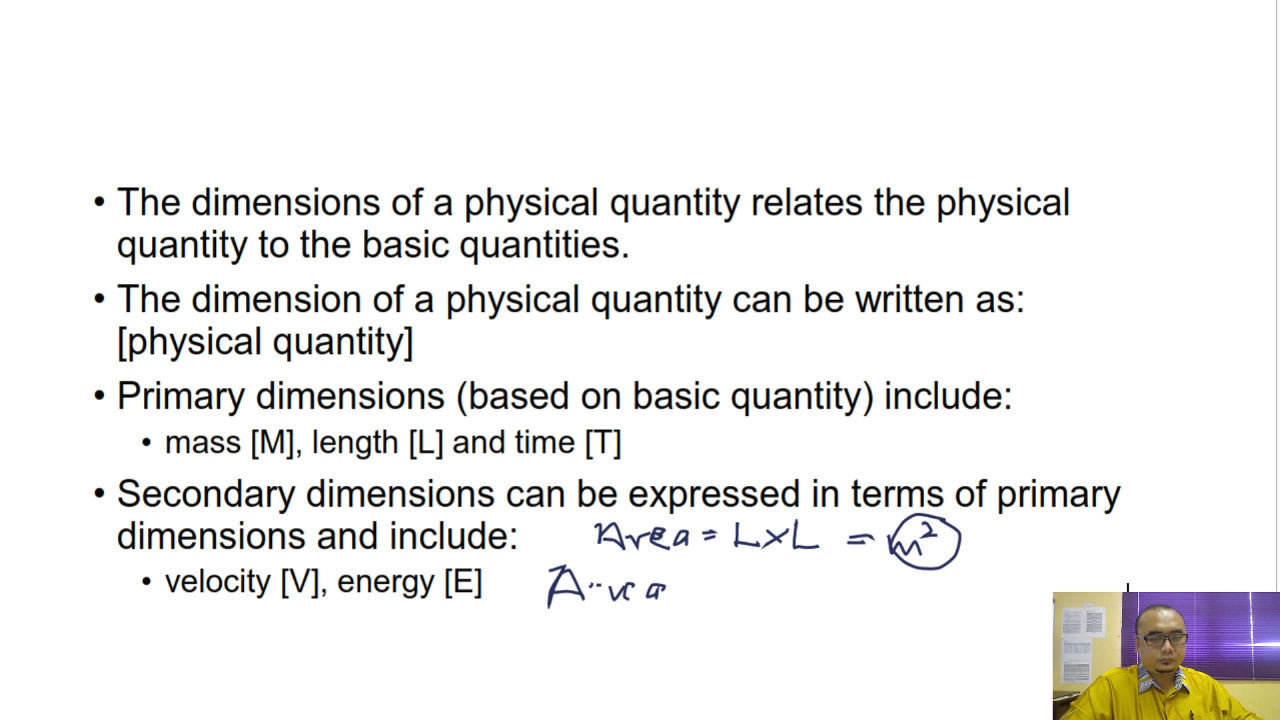 • The dimensions of a physical quantity relates the physical
quantity to the basic quantities.
• The dimension of a physical quantity can be written as:
[physical quantity]
• Primary dimensions (based on basic quantity) include:
• mass [M], length [L] and time [T]
• Secondary dimensions can be expressed in terms of primary
dimensions and include:
Area = L×L = m²
• velocity [V], energy [E]